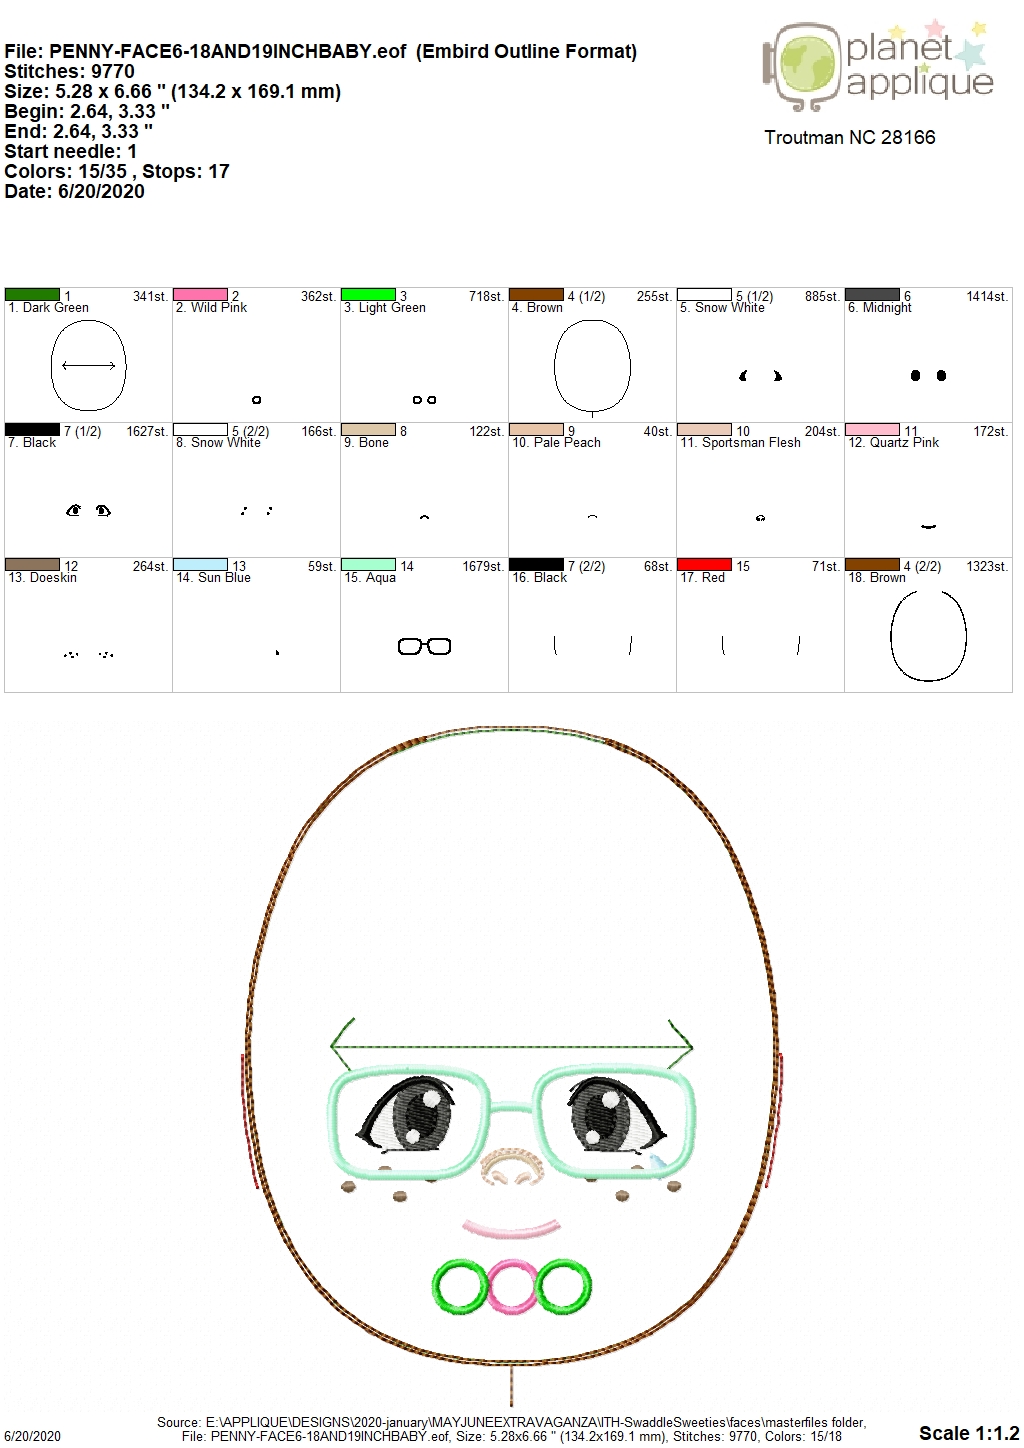 File: PENNY-FACE6-18AND19INCHBABY.eof  (Embird Outline Format)
Stitches: 9770
Size: 5.28 x 6.66 " (134.2 x 169.1 mm)
Begin: 2.64, 3.33 "
End: 2.64, 3.33 "
Start needle: 1
Colors: 15/35 , Stops: 17
Date: 6/20/2020
planet
applique
Troutman NC 28166
1 341st.
1. Dark Green
2 362st.
2. Wild Pink
3 718st.
3. Light Green
4 (1/2) 255st.
4. Brown
5 (1/2) 885st.
5. Snow White
6 1414st.
6. Midnight
7 (1/2) 1627st.
7. Black
5 (2/2) 166st.
8. Snow White
8 122st.
9. Bone
9 40st.
10. Pale Peach
10 204st.
11. Sportsman Flesh
11 172st.
12. Quartz Pink
12 264st.
13. Doeskin
13 59st.
14. Sun Blue
14 1679st.
15. Aqua
7 (2/2) 68st.
16. Black
15 71st.
17. Red
4 (2/2) 1323st.
18. Brown
Source: E:\APPLIQUE\DESIGNS\2020-january\MAYJUNEEXTRAVAGANZA\ITH-SwaddleSweeties\faces\masterfiles folder,
6/20/2020 File: PENNY-FACE6-18AND19INCHBABY.eof, Size: 5.28x6.66 " (134.2x169.1 mm), Stitches: 9770, Colors: 15/18 Scale 1:1.2